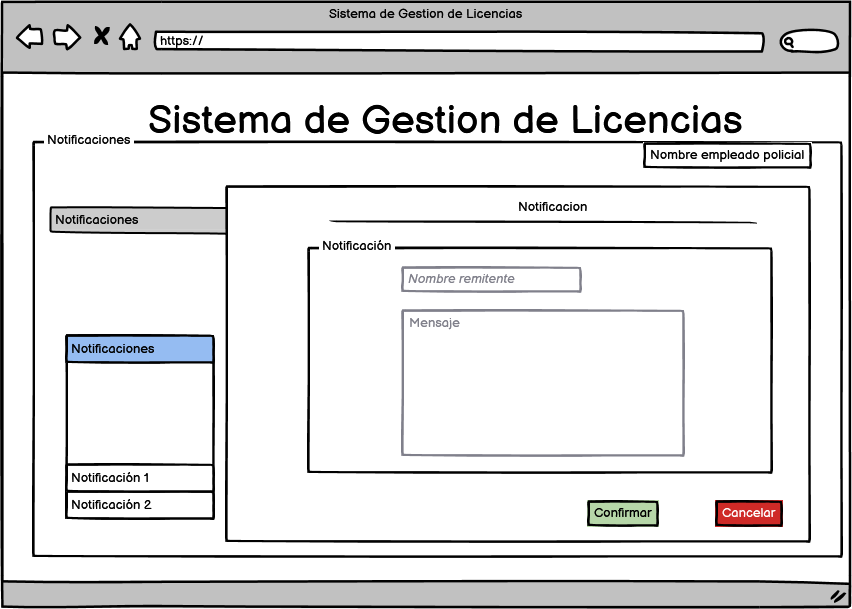 Sistema de Gestion de Licencias
https://
Sistema de Gestion de Licencias
Notificaciones
Nombre empleado policial
Notificaciones
Notificacion
Notificación
Nombre remitente
Mensaje
Notificaciones
Notificación 1
Notificación 2
Confirmar
Cancelar